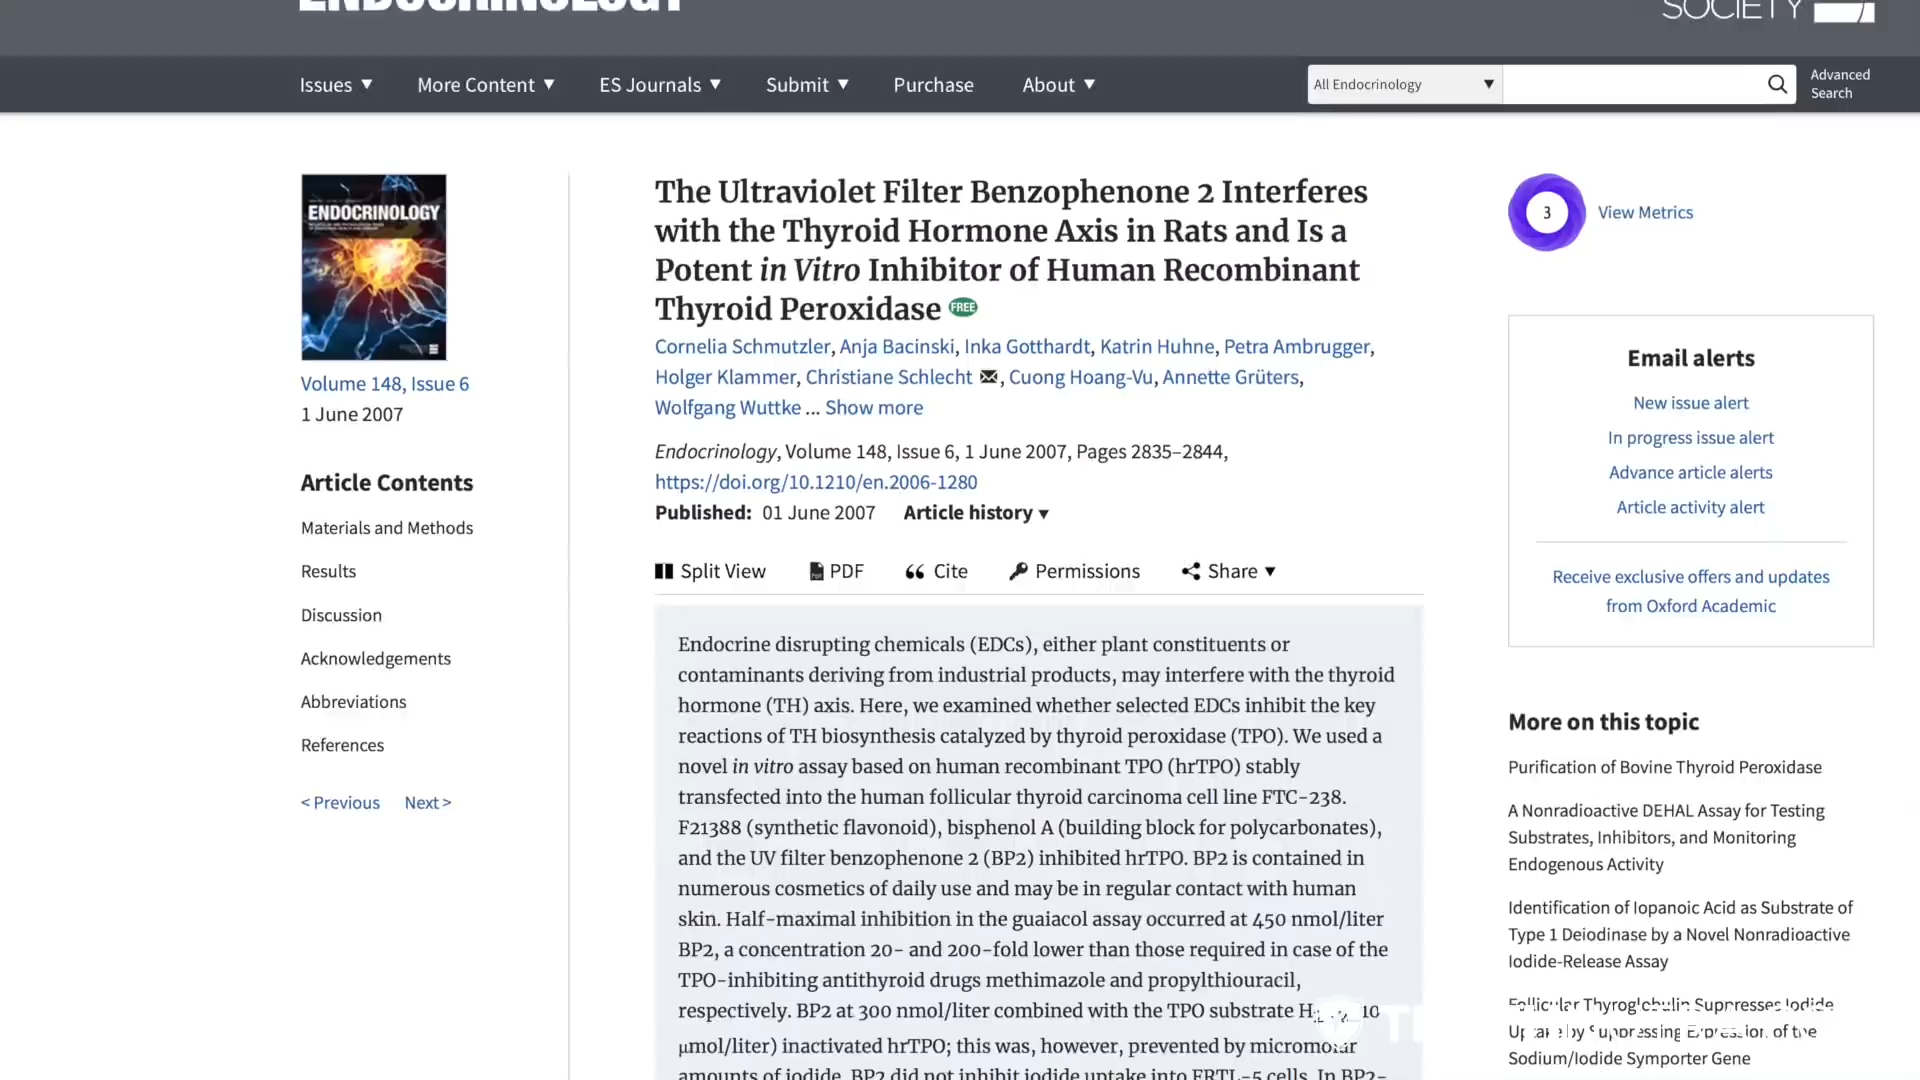 ENDOCRINOLOGY
SOCIETY
Issues ▼ More Content ▼ ES Journals ▼ Submit ▼ Purchase About ▼
All Endocrinology ▼
Advanced
Search
ENDOCRINOLOGY
Volume 148, Issue 6
1 June 2007
Article Contents
Materials and Methods
Results
Discussion
Acknowledgements
Abbreviations
References
< Previous Next >
The Ultraviolet Filter Benzophenone 2 Interferes
with the Thyroid Hormone Axis in Rats and Is a
Potent in Vitro Inhibitor of Human Recombinant
Thyroid Peroxidase FREE
Cornelia Schmutzler, Anja Bacinski, Inka Gotthardt, Katrin Huhne, Petra Ambrugger,
Holger Klammer, Christiane Schlecht ✉, Cuong Hoang-Vu, Annette Grüters,
Wolfgang Wuttke ... Show more
Endocrinology, Volume 148, Issue 6, 1 June 2007, Pages 2835–2844,
https://doi.org/10.1210/en.2006-1280
Published: 01 June 2007 Article history ▼
Split View PDF Cite Permissions Share ▼
Endocrine disrupting chemicals (EDCs), either plant constituents or
contaminants deriving from industrial products, may interfere with the thyroid
hormone (TH) axis. Here, we examined whether selected EDCs inhibit the key
reactions of TH biosynthesis catalyzed by thyroid peroxidase (TPO). We used a
novel in vitro assay based on human recombinant TPO (hrTPO) stably
transfected into the human follicular thyroid carcinoma cell line FTC-238.
F21388 (synthetic flavonoid), bisphenol A (building block for polycarbonates),
and the UV filter benzophenone 2 (BP2) inhibited hrTPO. BP2 is contained in
numerous cosmetics of daily use and may be in regular contact with human
skin. Half-maximal inhibition in the guaiacol assay occurred at 450 nmol/liter
BP2, a concentration 20- and 200-fold lower than those required in case of the
TPO-inhibiting antithyroid drugs methimazole and propylthiouracil,
respectively. BP2 at 300 nmol/liter combined with the TPO substrate 10
μmol/liter) inactivated hrTPO; this was, however, prevented by micromolar
amounts of iodide. BP2 did not inhibit iodide uptake into FRTL-5 cells. In BP2-
3 View Metrics
Email alerts
New issue alert
In progress issue alert
Advance article alerts
Article activity alert
Receive exclusive offers and updates
from Oxford Academic
More on this topic
Purification of Bovine Thyroid Peroxidase
A Nonradioactive DEHAL Assay for Testing
Substrates, Inhibitors, and Monitoring
Endogenous Activity
Identification of Iopanoic Acid as Substrate of
Type 1 Deiodinase by a Novel Nonradioactive
Iodide-Release Assay
Follicular Thyroglobulin Suppresses Iodide
Uptake by Suppressing Expression of the
Sodium/Iodide Symporter Gene